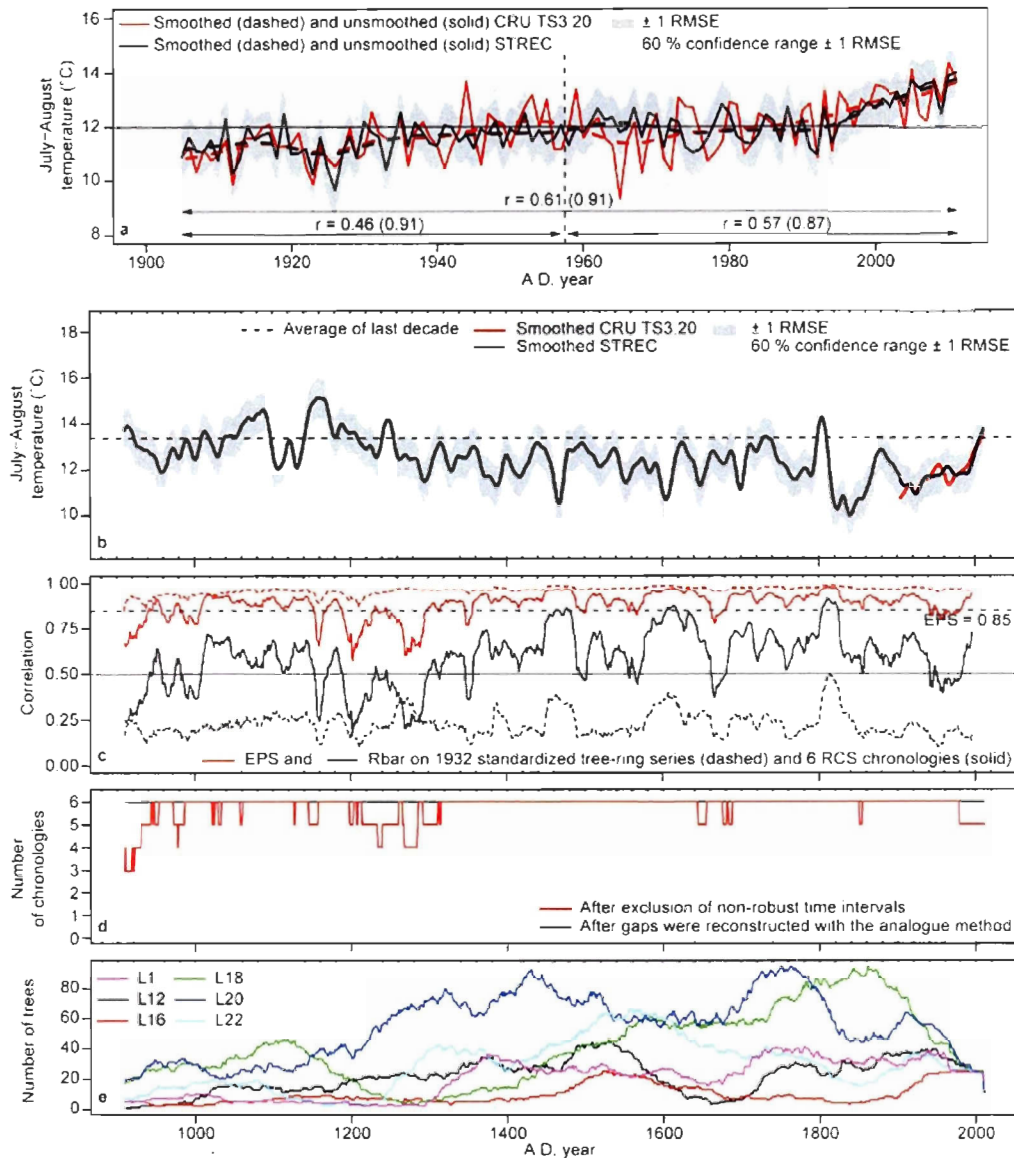 16
14
12
10
8
July–August
temperature (°C)
Smoothed (dashed) and unsmoothed (solid) CRU TS3 20
± 1 RMSE
Smoothed (dashed) and unsmoothed (solid) STREC
60 % confidence range ± 1 RMSE
r = 0.61 (0 91)
r = 0.46 (0.91)
r = 0 57 (0.87)
a
1900
1920
1940
1960
1980
2000
A D. year
18
16
14
12
10
July–August
temperature (°C)
Average of last decade
Smoothed CRU TS3.20
± 1 RMSE
Smoothed STREC
60 % confidence range ± 1 RMSE
b
1.00
0.75
0.50
0.25
0.00
Correlation
EPS = 0.85
EPS and
Rbar on 1932 standardized tree-ring series (dashed) and 6 RCS chronologies (solid)
c
6
5
4
3
2
1
0
Number
of chronologies
After exclusion of non-robust time intervals
After gaps were reconstructed with the analogue method
d
80
60
40
20
0
Number of trees
L1
L18
L12
L20
L16
L22
e
1000
1200
1400
1600
1800
2000
A D. year